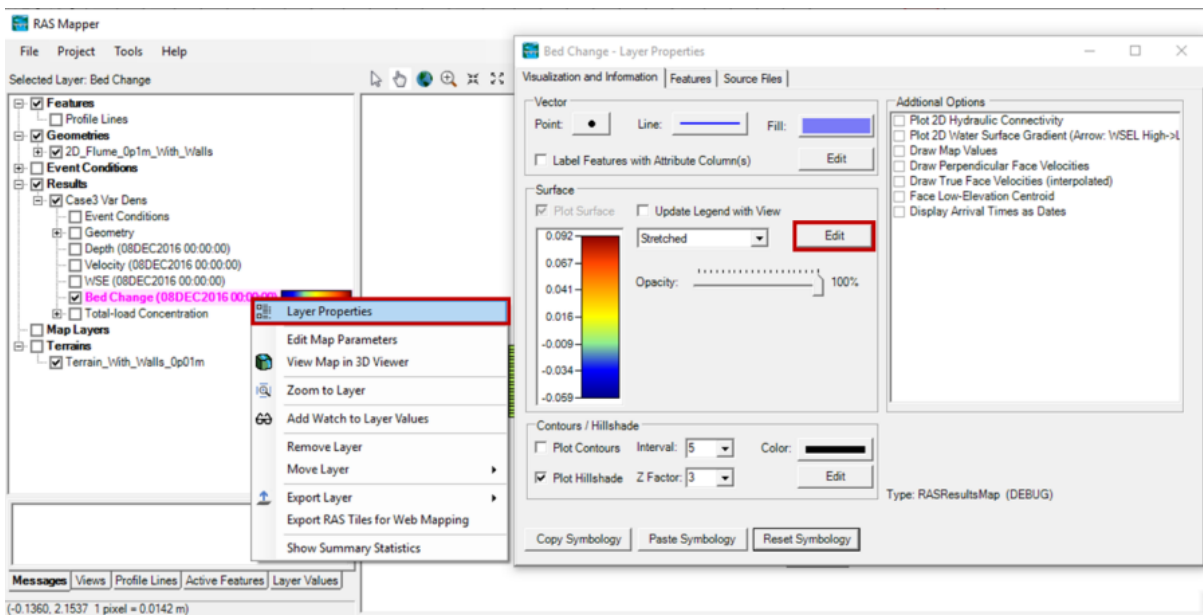 RAS Mapper
File Project Tools Help
Selected Layer: Bed Change
Features
Profile Lines
Geometries
2D_Flume_0p1m_With_Walls
Event Conditions
Results
Case3 Var Dens
Event Conditions
Geometry
Depth (08DEC2016 00:00:00)
Velocity (08DEC2016 00:00:00)
WSE (08DEC2016 00:00:00)
Bed Change (08DEC2016 00:00:00)
Total-load Concentration
Map Layers
Terrains
Terrain_With_Walls_0p01m
Layer Properties
Edit Map Parameters
View Map in 3D Viewer
Zoom to Layer
Add Watch to Layer Values
Remove Layer
Move Layer
Export Layer
Export RAS Tiles for Web Mapping
Show Summary Statistics
Messages Views Profile Lines Active Features Layer Values
(-0.1360, 2.1537 1 pixel = 0.0142 m)
Bed Change - Layer Properties
Visualization and Information Features Source Files
Vector
Point: Line: Fill:
Label Features with Attribute Column(s) Edit
Surface
Plot Surface Update Legend with View
Stretched Edit
Opacity: 100%
0.092
0.067
0.041
0.016
-0.009
-0.034
-0.059
Contours / Hillshade
Plot Contours Interval: 5 Color:
Plot Hillshade Z Factor: 3 Edit
Copy Symbology Paste Symbology Reset Symbology
Addtional Options
Plot 2D Hydraulic Connectivity
Plot 2D Water Surface Gradient (Arrow: WSEL High->L
Draw Map Values
Draw Perpendicular Face Velocities
Draw True Face Velocities (interpolated)
Face Low-Elevation Centroid
Display Arrival Times as Dates
Type: RASResultsMap (DEBUG)